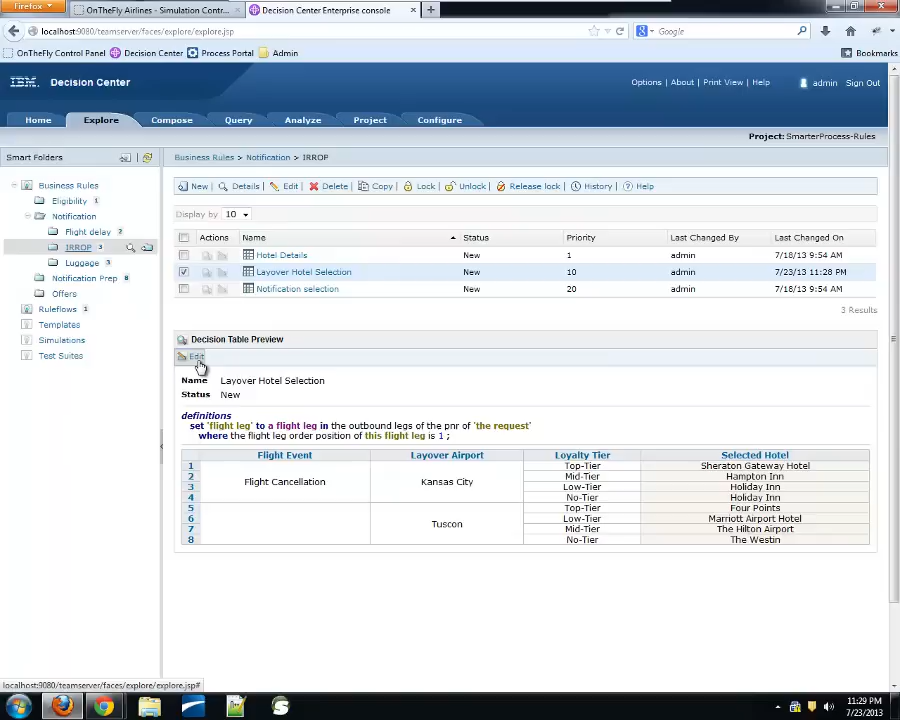 Firefox
OnTheFly Airlines - Simulation Contr... ×
Decision Center Enterprise console ×
localhost:9080/teamserver/faces/explore/explore.jsp
Google
OnTheFly Control Panel Decision Center Process Portal Admin Bookmarks
IBM. Decision Center
Options | About | Print View | Help admin Sign Out
Home Explore Compose Query Analyze Project Configure
Project: SmarterProcess-Rules
Smart Folders
Business Rules > Notification > IRROP
Business Rules
Eligibility 1
Notification
Flight delay 2
IRROP 3
Luggage 3
Notification Prep 8
Offers
Ruleflows 1
Templates
Simulations
Test Suites
New Details Edit Delete Copy Lock Unlock Release lock History Help
Display by 10
Actions Name Status Priority Last Changed By Last Changed On
Hotel Details New 1 admin 7/18/13 9:54 AM
Layover Hotel Selection New 10 admin 7/23/13 11:28 PM
Notification selection New 20 admin 7/18/13 9:54 AM
3 Results
Decision Table Preview
Edit
Name Layover Hotel Selection
Status New
definitions
set 'flight leg' to a flight leg in the outbound legs of the pnr of 'the request'
where the flight leg order position of this flight leg is 1 ;
Flight Event Layover Airport Loyalty Tier Selected Hotel
1 Flight Cancellation Kansas City Top-Tier Sheraton Gateway Hotel
2 Mid-Tier Hampton Inn
3 Low-Tier Holiday Inn
4 No-Tier Holiday Inn
5 Tuscon Top-Tier Four Points
6 Low-Tier Marriott Airport Hotel
7 Mid-Tier The Hilton Airport
8 No-Tier The Westin
localhost:9080/teamserver/faces/explore/explore.jsp#
11:29 PM
7/23/2013